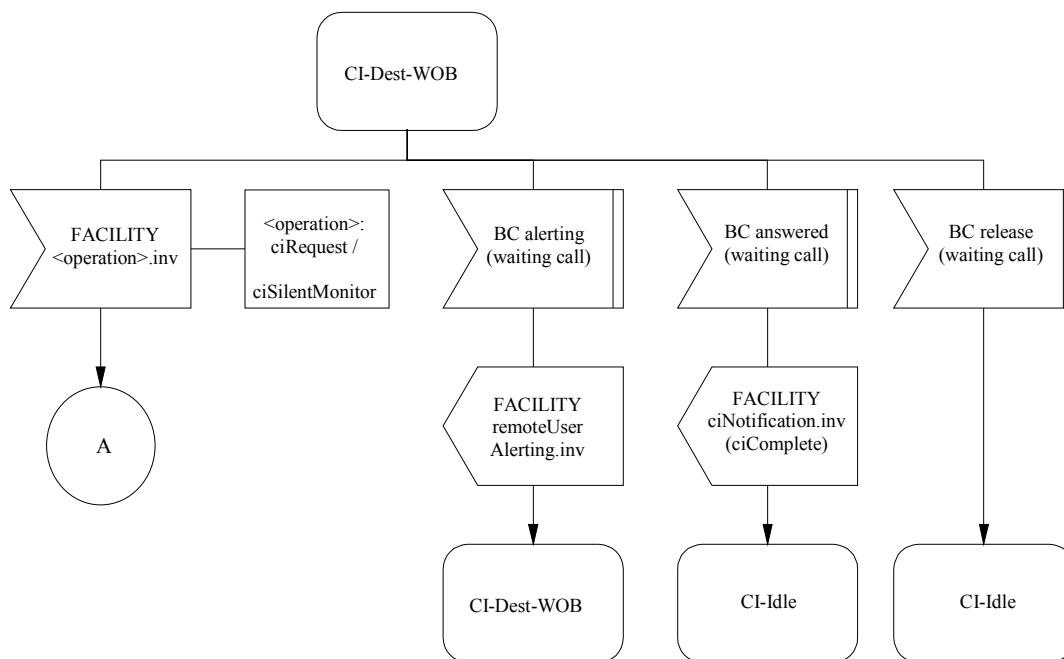 CI-Dest-WOB
FACILITY
<operation>.inv
<operation>:
ciRequest /
ciSilentMonitor
BC alerting
(waiting call)
BC answered
(waiting call)
BC release
(waiting call)
A
FACILITY
remoteUser
Alerting.inv
FACILITY
ciNotification.inv
(ciComplete)
CI-Dest-WOB
CI-Idle
CI-Idle